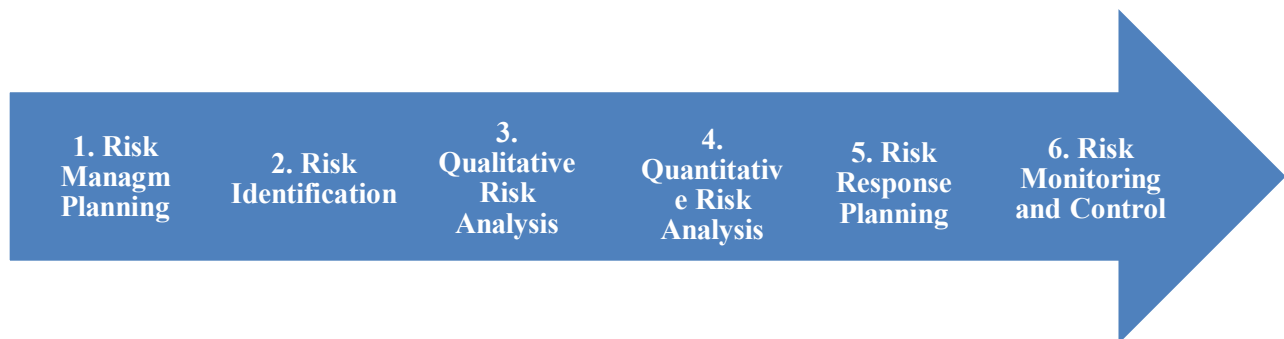 1. Risk
Managm
Planning
2. Risk
Identification
3.
Qualitative
Risk
Analysis
4.
Quantitativ
e Risk
Analysis
5. Risk
Response
Planning
6. Risk
Monitoring
and Control